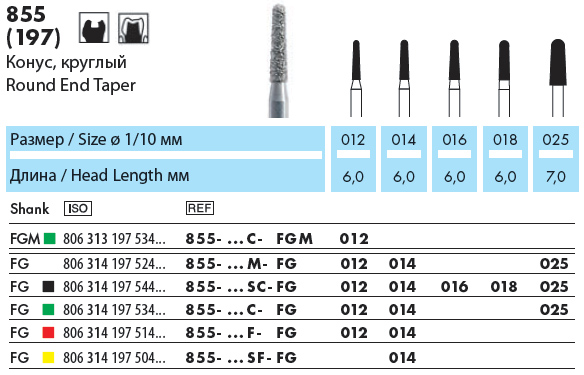 855
(197)
Конус, круглый
Round End Taper
Размер / Size ø 1/10 мм 012 014 016 018 025
Длина / Head Length мм 6,0 6,0 6,0 6,0 7,0
Shank ISO REF
FGM 806 313 197 534... 855- ...C- FGM 012
FG 806 314 197 524... 855- ...M- FG 012 014 025
FG 806 314 197 544... 855- ...SC- FG 012 014 016 018 025
FG 806 314 197 534... 855- ...C- FG 012 014 025
FG 806 314 197 514... 855- ...F- FG 012 014
FG 806 314 197 504... 855- ...SF- FG 014